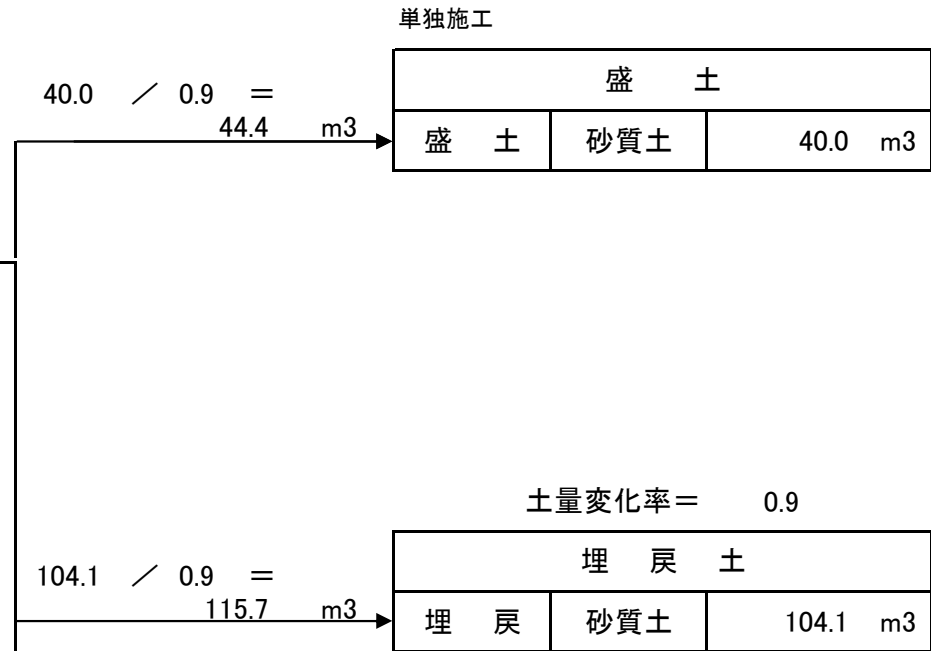 単独施工
盛 土
40.0 ／ 0.9 ＝
44.4 m3
盛 土 砂質土 40.0 m3
土量変化率＝ 0.9
埋 戻 土
104.1 ／ 0.9 ＝
115.7 m3
埋 戻 砂質土 104.1 m3